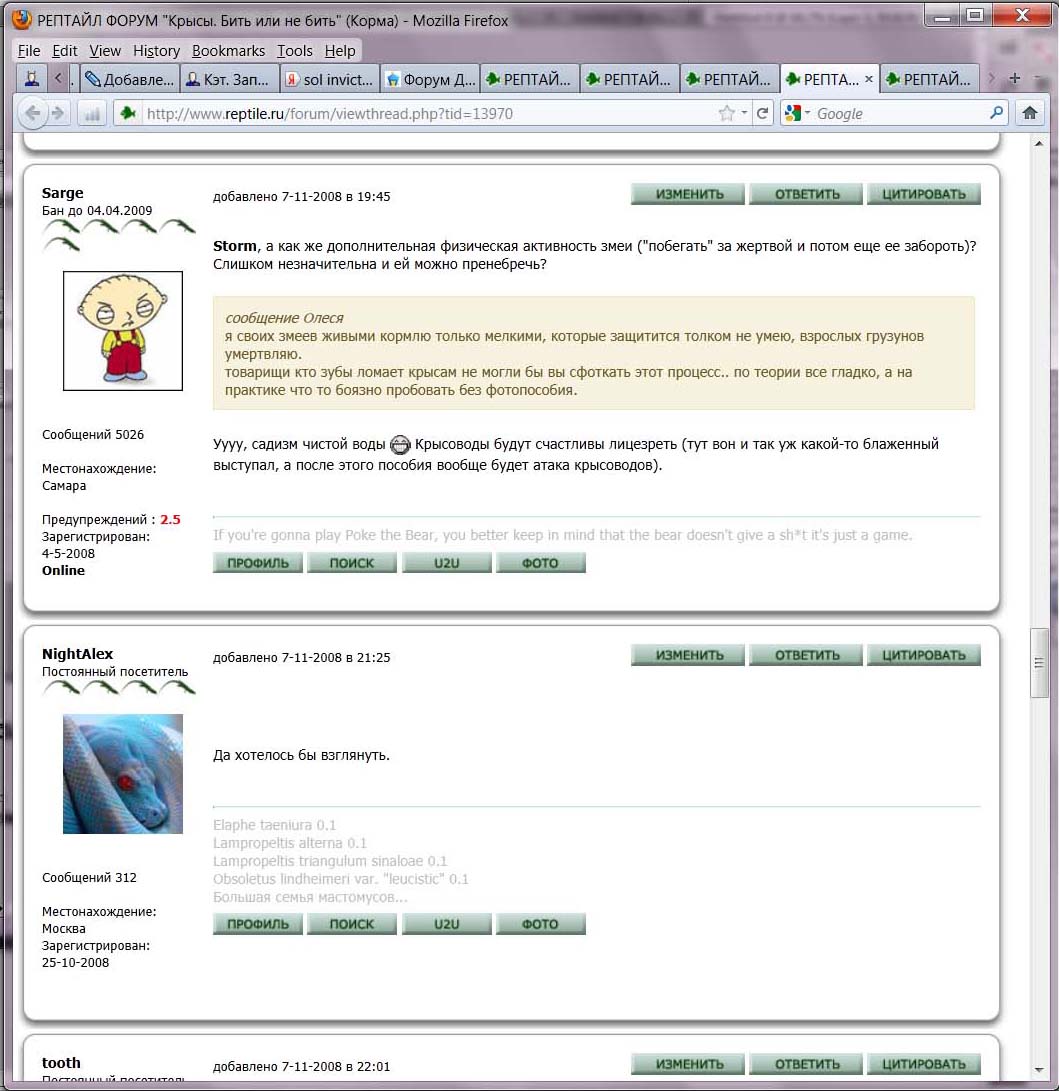 РЕПТАЙЛ ФОРУМ "Крысы. Бить или не бить" (Корма) - Mozilla Firefox
File Edit View History Bookmarks Tools Help
Добавле... Кэт. Зап... sol invict... Форум Д... РЕПТАЙ... РЕПТАЙ... РЕПТАЙ... РЕПТА... РЕПТАЙ...
http://www.reptile.ru/forum/viewthread.php?tid=13970 Google
Sarge
Бан до 04.04.2009
добавлено 7-11-2008 в 19:45
ИЗМЕНИТЬ ОТВЕТИТЬ ЦИТИРОВАТЬ
Storm, а как же дополнительная физическая активность змеи ("побегать" за жертвой и потом еще ее забороть)?
Слишком незначительна и ей можно пренебречь?
сообщение Олеся
я своих змеев живыми кормлю только мелкими, которые защитится толком не умею, взрослых грузунов
умертвляю.
товарищи кто зубы ломает крысам не могли бы вы сфоткать этот процесс.. по теории все гладко, а на
практике что то боязно пробовать без фотопособия.
Уууу, садизм чистой воды Крысоводы будут счастливы лицезреть (тут вон и так уж какой-то блаженный
выступал, а после этого пособия вообще будет атака крысоводов).
Сообщений 5026
Местонахождение:
Самара
Предупреждений : 2.5
Зарегистрирован:
4-5-2008
Online
If you're gonna play Poke the Bear, you better keep in mind that the bear doesn't give a sh*t it's just a game.
ПРОФИЛЬ ПОИСК U2U ФОТО
NightAlex
Постоянный посетитель
добавлено 7-11-2008 в 21:25
ИЗМЕНИТЬ ОТВЕТИТЬ ЦИТИРОВАТЬ
Да хотелось бы взглянуть.
Elaphe taeniura 0.1
Lampropeltis alterna 0.1
Lampropeltis triangulum sinaloae 0.1
Obsoletus lindheimeri var. "leucistic" 0.1
Большая семья мастомусов...
ПРОФИЛЬ ПОИСК U2U ФОТО
Сообщений 312
Местонахождение:
Москва
Зарегистрирован:
25-10-2008
tooth
Постоянный посетитель
добавлено 7-11-2008 в 22:01
ИЗМЕНИТЬ ОТВЕТИТЬ ЦИТИРОВАТЬ